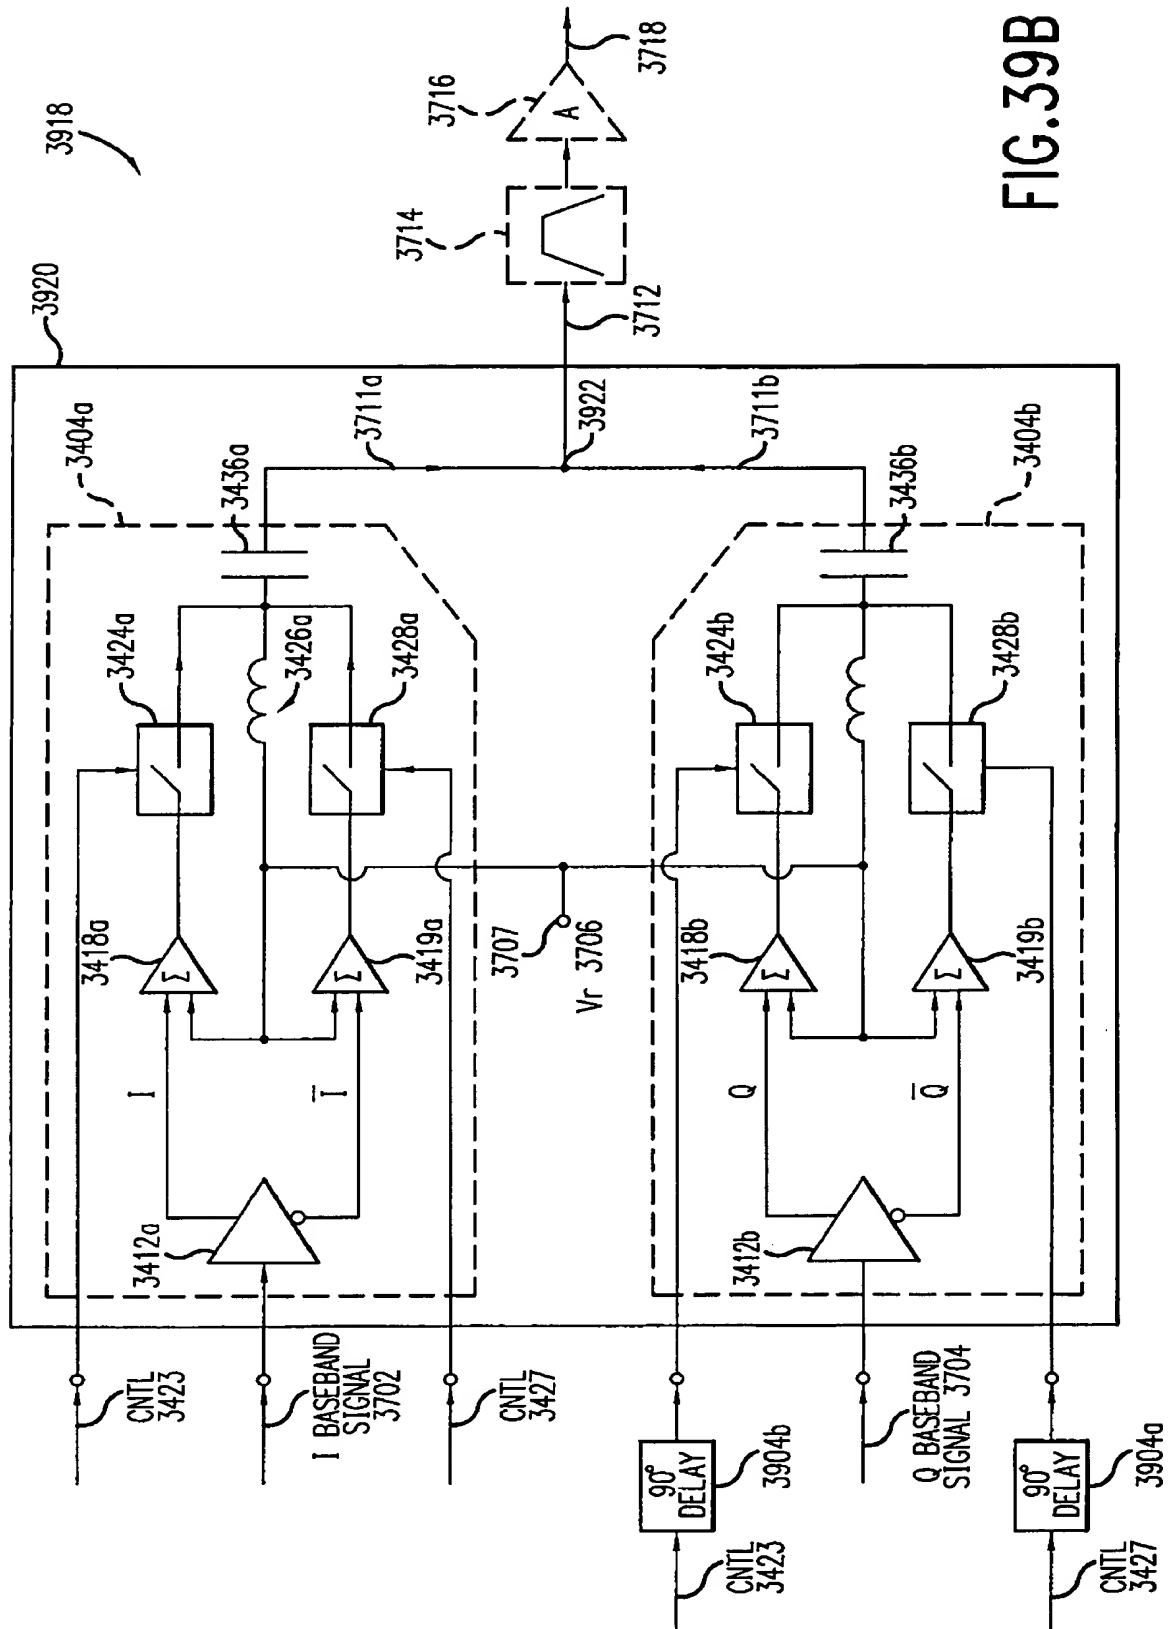 3918
3920
3404a
3436a
3711a
3424a
3426a
3428a
3418a
3419a
Σ
Σ
I
I̅
3412a
CNTL
3423
I BASEBAND
SIGNAL
3702
CNTL
3427
3716
A
3718
3714
3712
3922
3707
Vr 3706
3711b
3404b
3436b
3424b
3428b
3418b
3419b
Σ
Σ
Q
Q̅
3412b
90°
DELAY
3904b
CNTL
3423
Q BASEBAND
SIGNAL 3704
90°
DELAY
3904a
CNTL
3427
FIG.39B